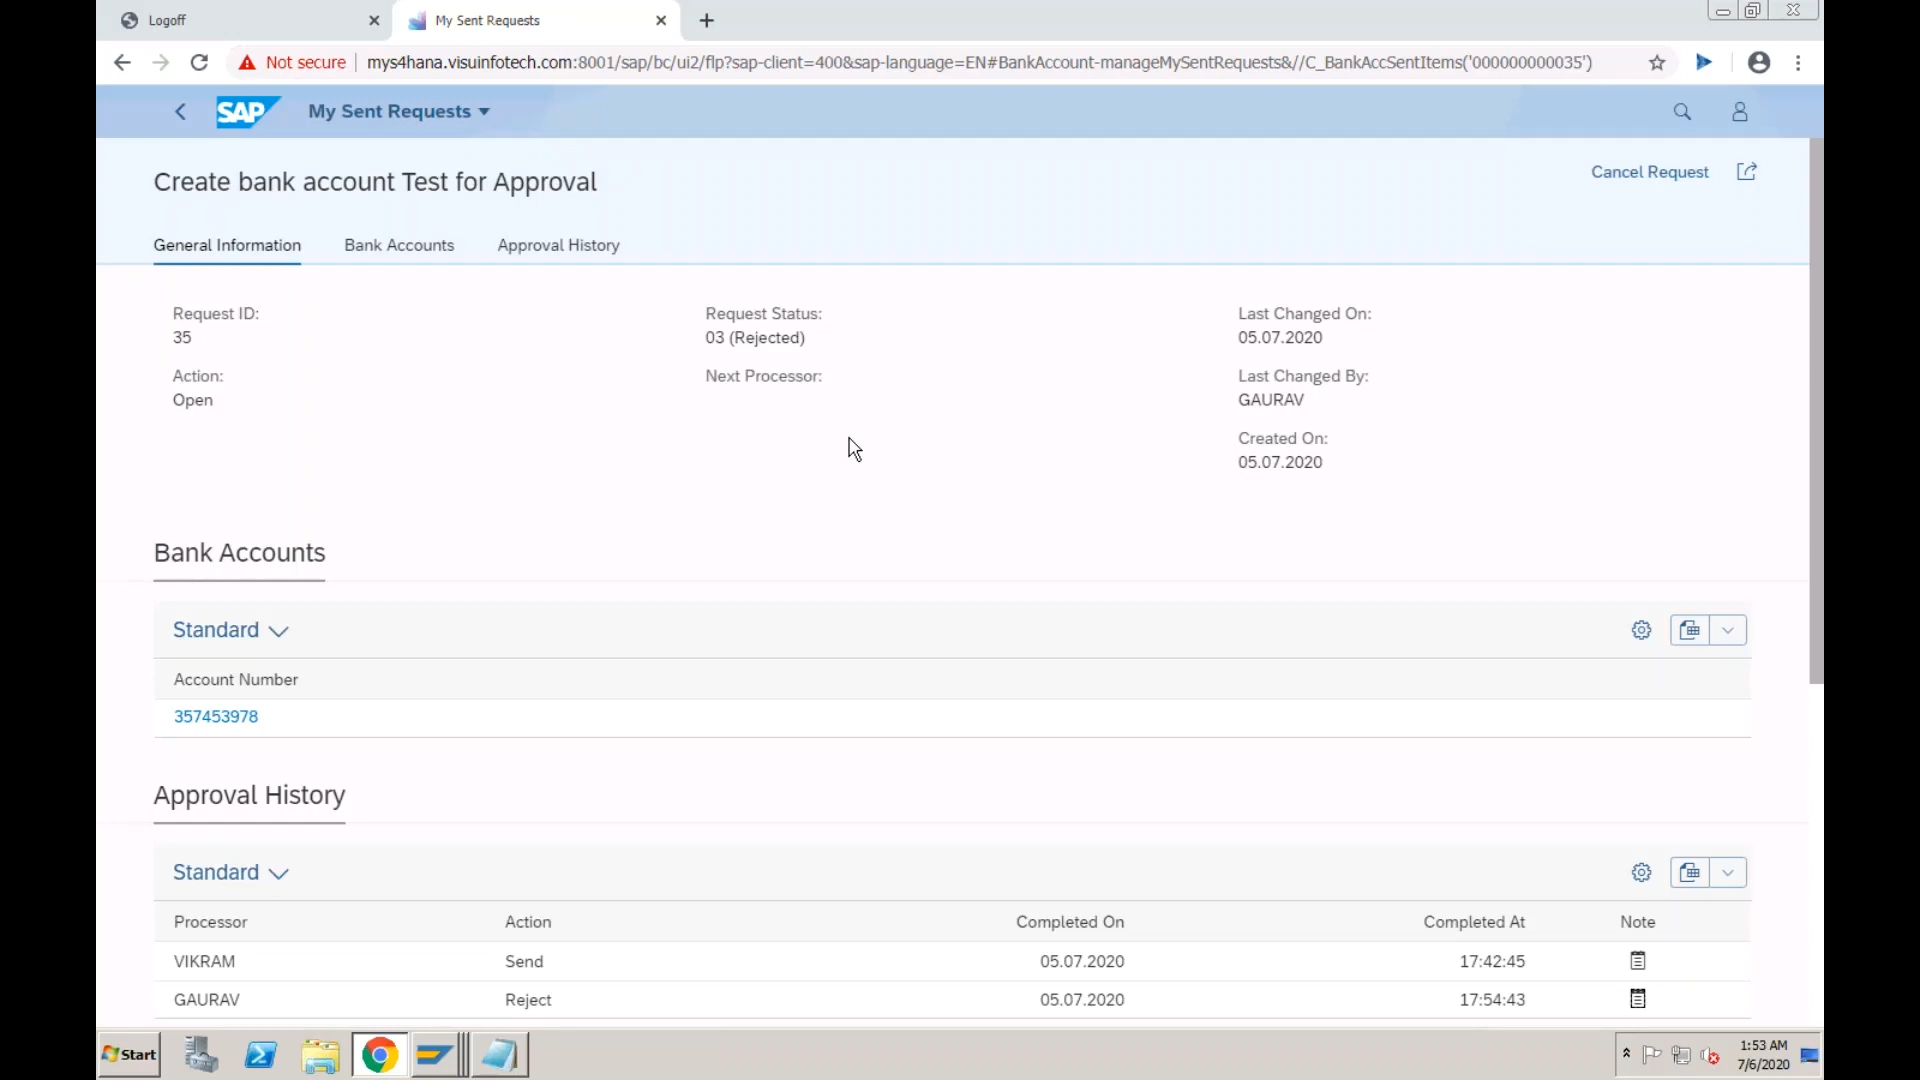 Logoff
My Sent Requests
Not secure
mys4hana.visuinfotech.com:8001/sap/bc/ui2/flp?sap-client=400&sap-language=EN#BankAccount-manageMySentRequests&//C_BankAccSentItems('000000000035')
SAP
My Sent Requests
Create bank account Test for Approval
Cancel Request
General Information
Bank Accounts
Approval History
Request ID:
35
Request Status:
03 (Rejected)
Last Changed On:
05.07.2020
Action:
Open
Next Processor:
Last Changed By:
GAURAV
Created On:
05.07.2020
Bank Accounts
Standard
Account Number
357453978
Approval History
Standard
Processor Action Completed On Completed At Note
VIKRAM Send 05.07.2020 17:42:45
GAURAV Reject 05.07.2020 17:54:43
Start
1:53 AM
7/6/2020